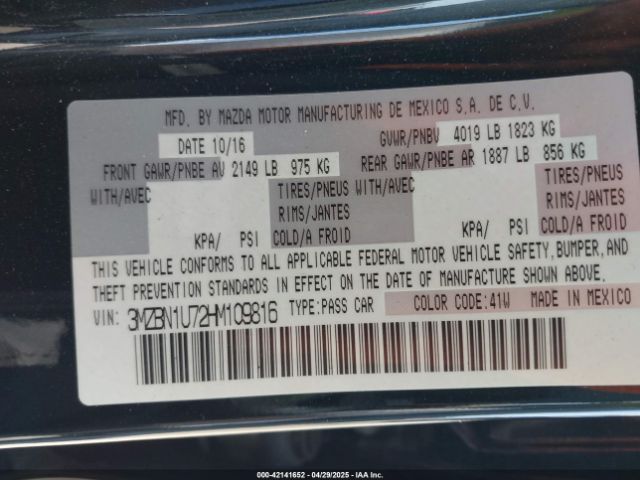 MFD. BY MAZDA MOTOR MANUFACTURING DE MEXICO S.A. DE C.V.
DATE 10/16 GVWR/PNBV 4019 LB 1823 KG
FRONT GAWR/PNBE AV 2149 LB 975 KG REAR GAWR/PNBE AR 1887 LB 856 KG
WITH/AVEC TIRES/PNEUS WITH/AVEC TIRES/PNEUS
RIMS/JANTES RIMS/JANTES
KPA/ PSI COLD/A FROID KPA/ PSI COLD/A FROID
THIS VEHICLE CONFORMS TO ALL APPLICABLE FEDERAL MOTOR VEHICLE SAFETY, BUMPER, AND
THEFT PREVENTION STANDARDS IN EFFECT ON THE DATE OF MANUFACTURE SHOWN ABOVE.
VIN: 3MZBN1U72HM109816 TYPE:PASS CAR COLOR CODE:41W MADE IN MEXICO
000-42141652 - 04/29/2025 - IAA Inc.